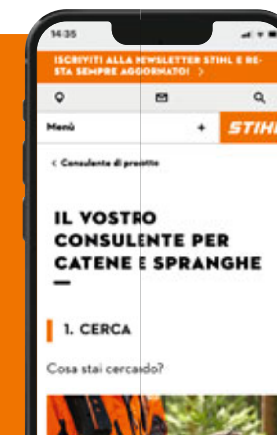 14:35
ISCRIVITI ALLA NEWSLETTER STIHL E RE-
STA SEMPRE AGGIORNATO! >
Menù + STIHL
< Consulente di prodotto
IL VOSTRO
CONSULENTE PER
CATENE E SPRANGHE
1. CERCA
Cosa stai cercando?